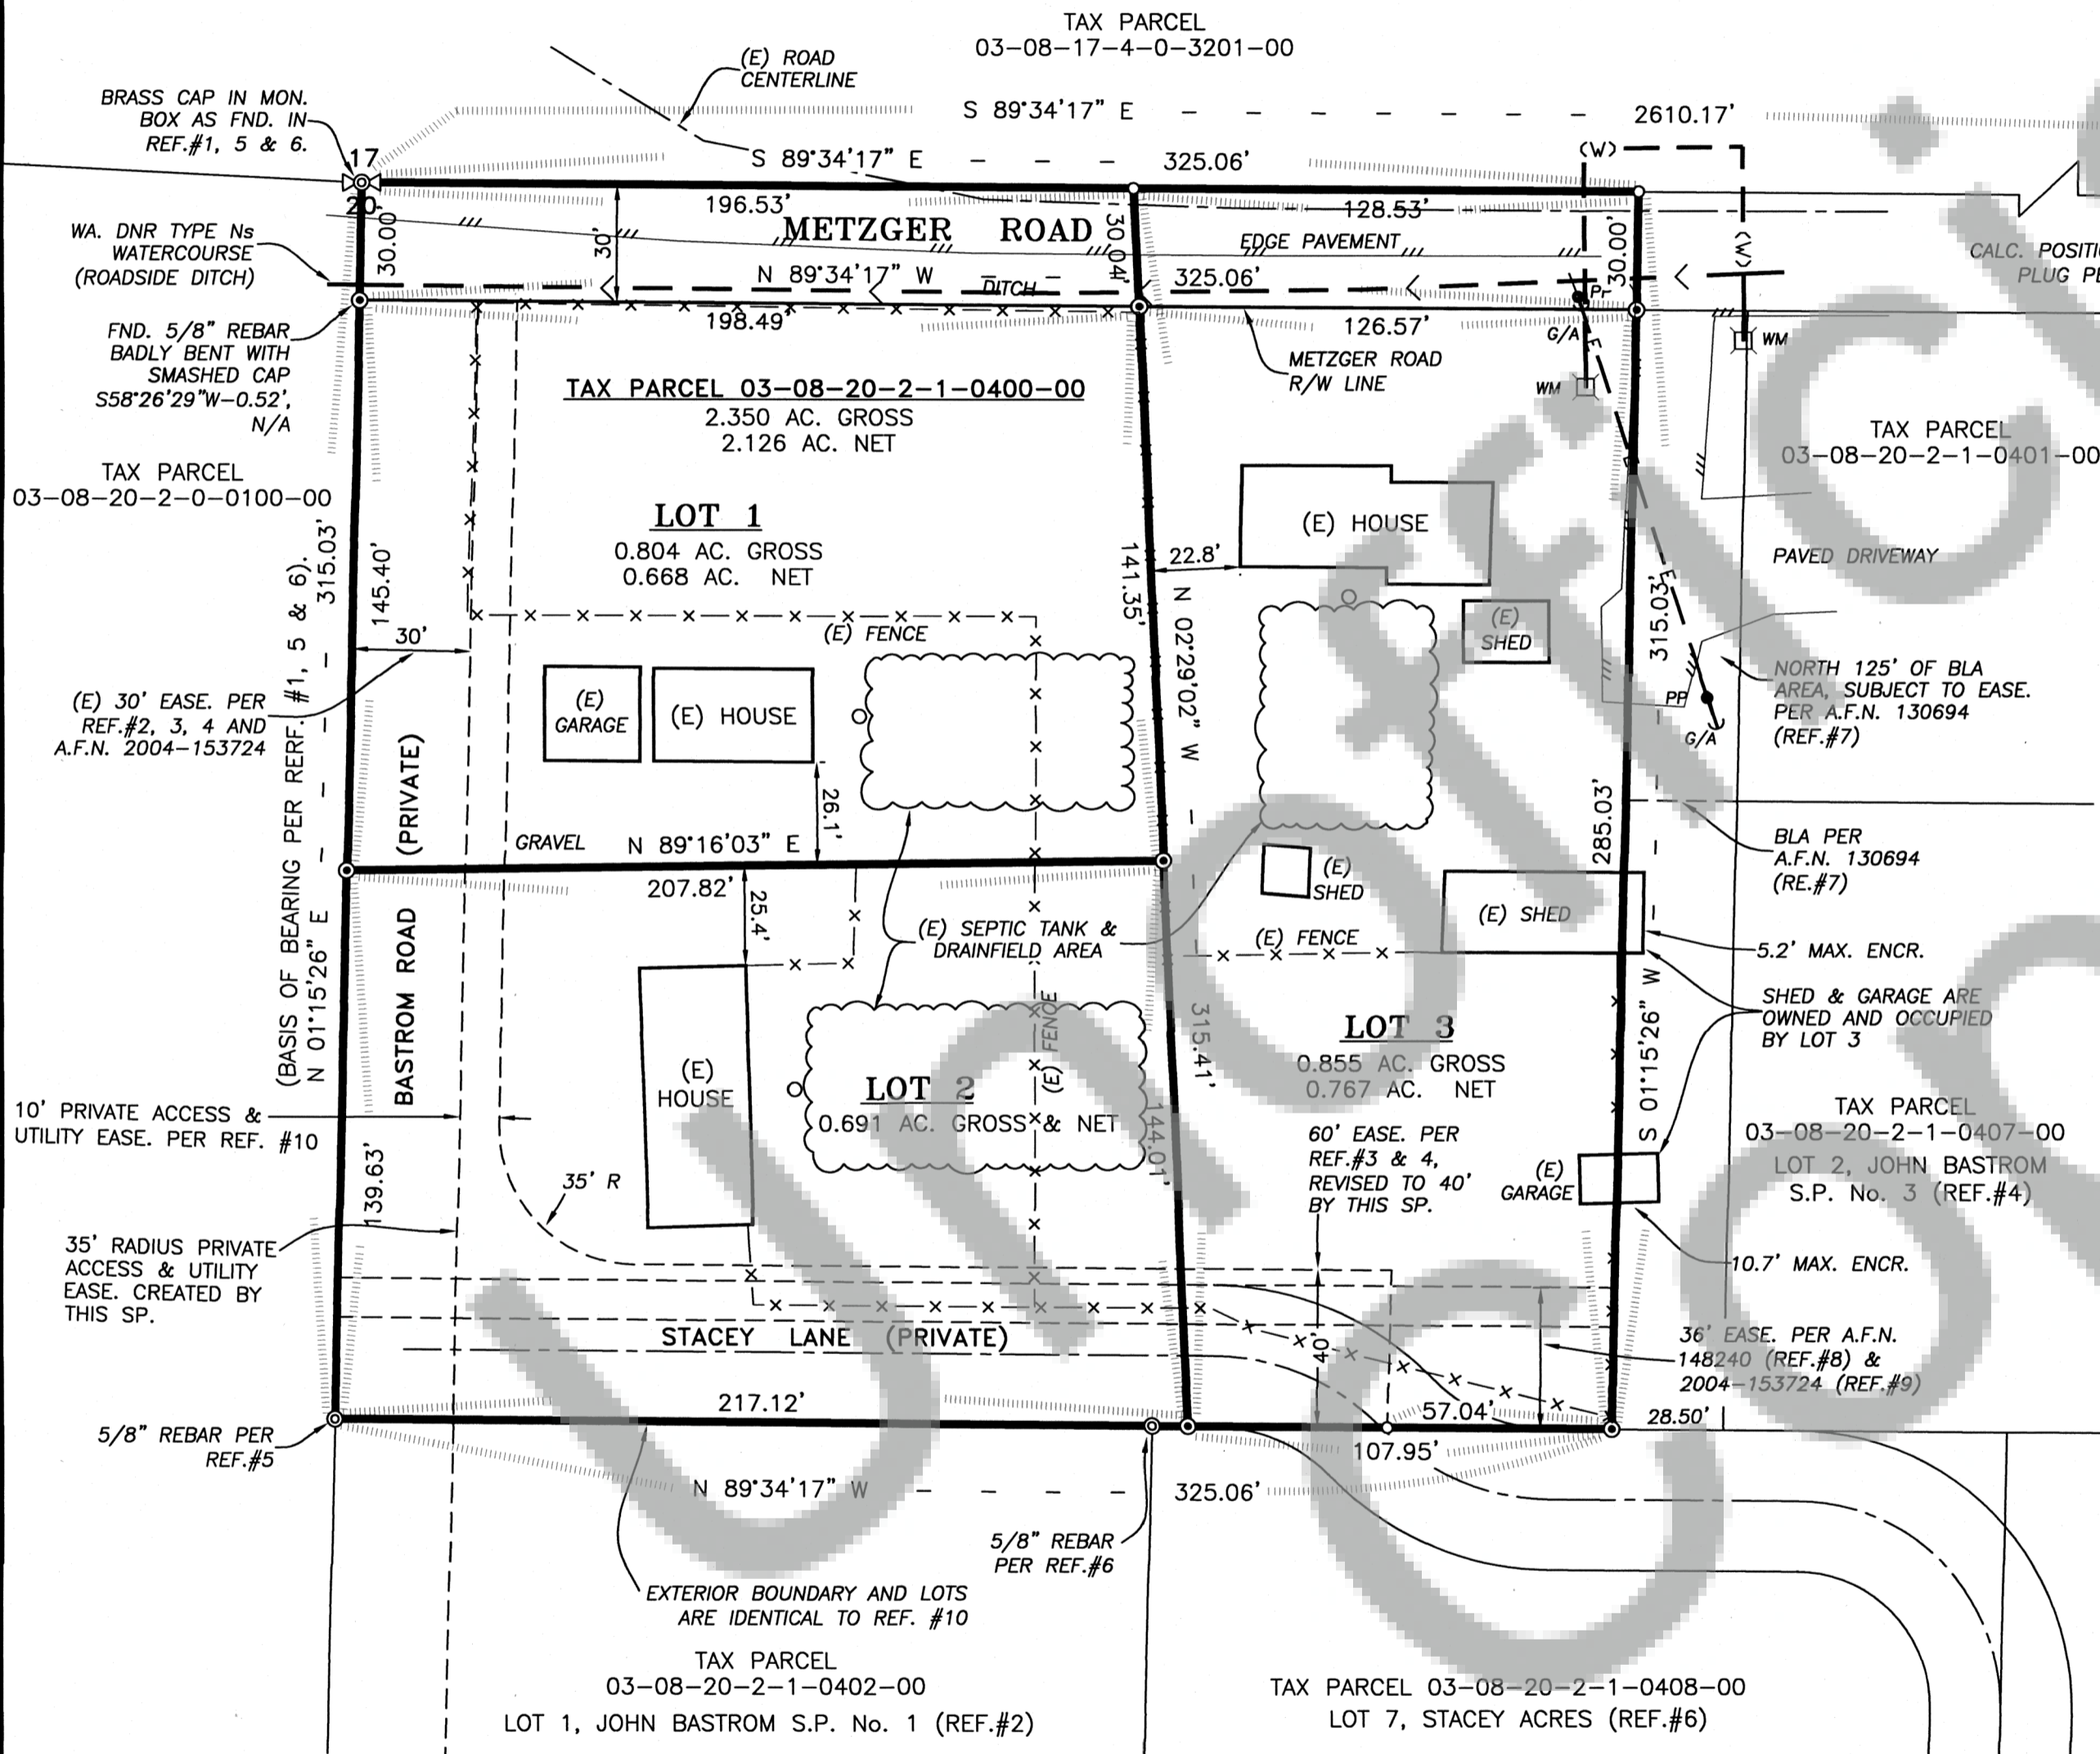 TAX PARCEL
03-08-17-4-0-3201-00
(E) ROAD
CENTERLINE
BRASS CAP IN MON.
BOX AS FND. IN
REF.#1, 5 & 6.
S 89°34'17" E
2610.17'
17
20
S 89°34'17" E
325.06'
(W)
196.53'
128.53'
METZGER ROAD
30.00'
30'
30.04'
30.00'
EDGE PAVEMENT
(W)
WA. DNR TYPE Ns
WATERCOURSE
(ROADSIDE DITCH)
N 89°34'17" W
DITCH
325.06'
CALC. POSITI
PLUG PE
198.49'
126.57'
FND. 5/8" REBAR
BADLY BENT WITH
SMASHED CAP
S58°26'29"W-0.52',
N/A
G/A
E
WM
WM
METZGER ROAD
R/W LINE
TAX PARCEL 03-08-20-2-1-0400-00
2.350 AC. GROSS
2.126 AC. NET
TAX PARCEL
03-08-20-2-0-0100-00
TAX PARCEL
03-08-20-2-1-0401-00
LOT 1
0.804 AC. GROSS
0.668 AC. NET
(E) HOUSE
22.8'
PAVED DRIVEWAY
315.03'
145.40'
141.35'
315.03'
(E)
SHED
(E) FENCE
30'
(E) 30' EASE. PER
REF.#2, 3, 4 AND
A.F.N. 2004-153724
(E)
GARAGE
(E) HOUSE
N 02°29'02" W
PP
G/A
NORTH 125' OF BLA
AREA, SUBJECT TO EASE.
PER A.F.N. 130694
(REF.#7)
(BASIS OF BEARING PER RERF. #1, 5 & 6).
N 01°15'26" E
(PRIVATE)
26.1'
285.03'
GRAVEL
N 89°16'03" E
BLA PER
A.F.N. 130694
(RE.#7)
207.82'
25.4'
(E)
SHED
(E) SHED
(E) SEPTIC TANK &
DRAINFIELD AREA
(E) FENCE
5.2' MAX. ENCR.
BASTROM ROAD
(E) FENCE
315.41'
S 01°15'26" W
SHED & GARAGE ARE
OWNED AND OCCUPIED
BY LOT 3
LOT 3
0.855 AC. GROSS
0.767 AC. NET
(E)
HOUSE
LOT 2
0.691 AC. GROSS & NET
144.01'
10' PRIVATE ACCESS &
UTILITY EASE. PER REF. #10
60' EASE. PER
REF.#3 & 4,
REVISED TO 40'
BY THIS SP.
TAX PARCEL
03-08-20-2-1-0407-00
LOT 2, JOHN BASTROM
S.P. No. 3 (REF.#4)
(E)
GARAGE
139.63'
35' R
35' RADIUS PRIVATE
ACCESS & UTILITY
EASE. CREATED BY
THIS SP.
10.7' MAX. ENCR.
STACEY LANE (PRIVATE)
40'
36' EASE. PER A.F.N.
148240 (REF.#8) &
2004-153724 (REF.#9)
217.12'
57.04'
28.50'
5/8" REBAR PER
REF.#5
107.95'
N 89°34'17" W
325.06'
5/8" REBAR
PER REF.#6
EXTERIOR BOUNDARY AND LOTS
ARE IDENTICAL TO REF. #10
TAX PARCEL
03-08-20-2-1-0402-00
LOT 1, JOHN BASTROM S.P. No. 1 (REF.#2)
TAX PARCEL 03-08-20-2-1-0408-00
LOT 7, STACEY ACRES (REF.#6)